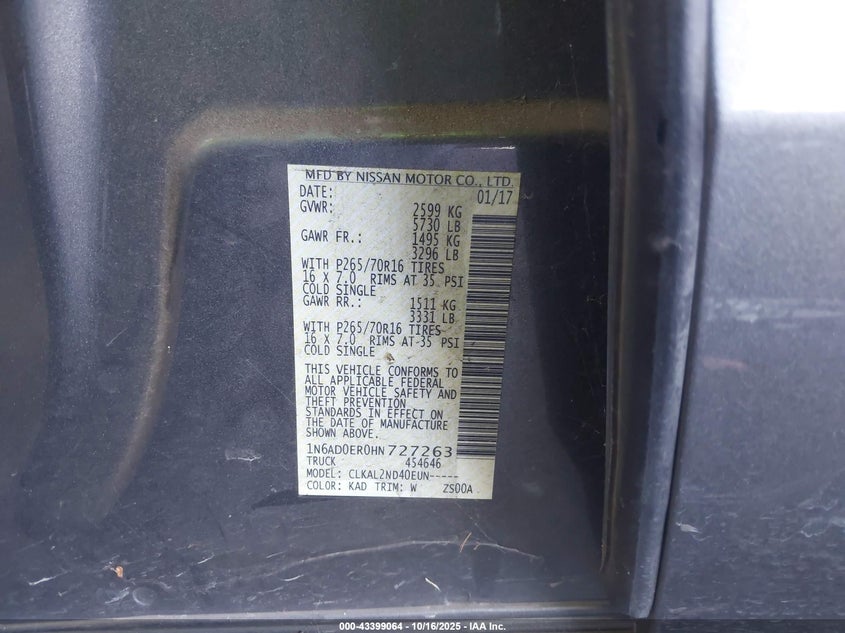 MFD BY NISSAN MOTOR CO., LTD.
DATE: 01/17
GVWR: 2599 KG
5730 LB
GAWR FR.: 1495 KG
3296 LB
WITH P265/70R16 TIRES
16 X 7.0 RIMS AT 35 PSI
COLD SINGLE
GAWR RR.: 1511 KG
3331 LB
WITH P265/70R16 TIRES
16 X 7.0 RIMS AT 35 PSI
COLD SINGLE
THIS VEHICLE CONFORMS TO
ALL APPLICABLE FEDERAL
MOTOR VEHICLE SAFETY AND
THEFT PREVENTION
STANDARDS IN EFFECT ON
THE DATE OF MANUFACTURE
SHOWN ABOVE.
1N6AD0ER0HN727263
TRUCK 454646
MODEL: CLKAL2ND40EUN-----
COLOR: KAD TRIM: W ZS00A
000-43399064 - 10/16/2025 - IAA Inc.